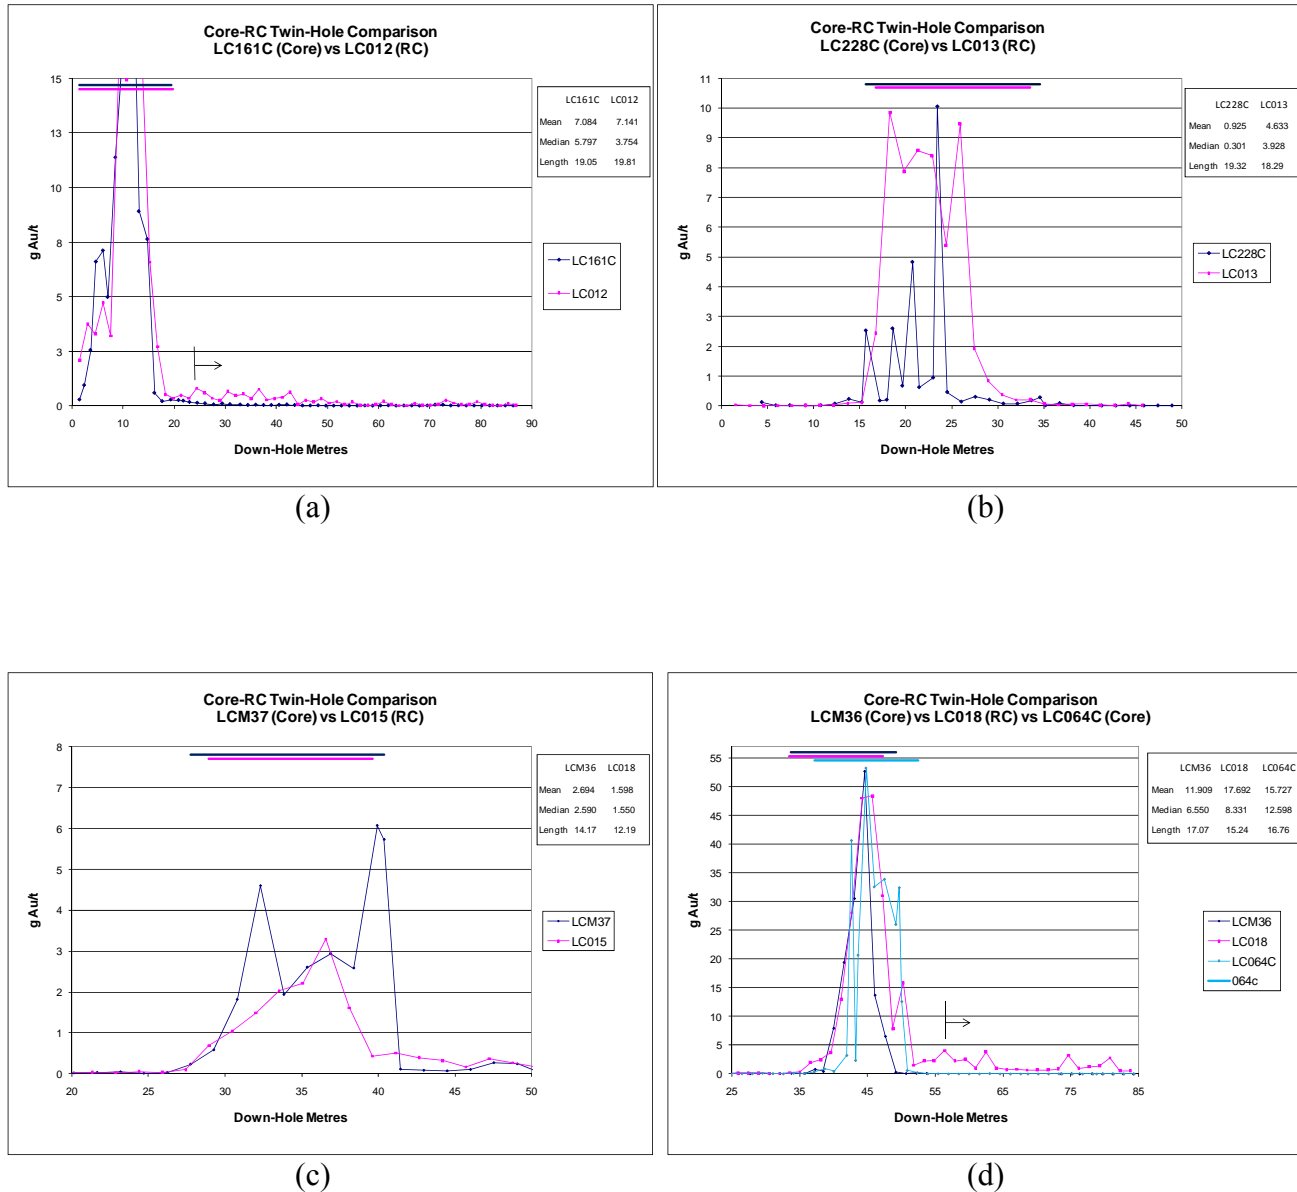 Core-RC Twin-Hole Comparison
LC161C (Core) vs LC012 (RC)
15
13
10
8
5
3
0
g Au/t
0 10 20 30 40 50 60 70 80 90
Down-Hole Metres
LC161C LC012
Mean 7.084 7.141
Median 5.797 3.754
Length 19.05 19.81
LC161C
LC012
(a)
Core-RC Twin-Hole Comparison
LC228C (Core) vs LC013 (RC)
11
10
9
8
7
6
5
4
3
2
1
0
g Au/t
0 5 10 15 20 25 30 35 40 45 50
Down-Hole Metres
LC228C LC013
Mean 0.925 4.633
Median 0.301 3.928
Length 19.32 18.29
LC228C
LC013
(b)
Core-RC Twin-Hole Comparison
LCM37 (Core) vs LC015 (RC)
8
7
6
5
4
3
2
1
0
g Au/t
20 25 30 35 40 45 50
Down-Hole Metres
LCM36 LC018
Mean 2.694 1.598
Median 2.590 1.550
Length 14.17 12.19
LCM37
LC015
(c)
Core-RC Twin-Hole Comparison
LCM36 (Core) vs LC018 (RC) vs LC064C (Core)
55
50
45
40
35
30
25
20
15
10
5
0
g Au/t
25 35 45 55 65 75 85
Down-Hole Metres
LCM36 LC018 LC064C
Mean 11.909 17.692 15.727
Median 6.550 8.331 12.598
Length 17.07 15.24 16.76
LCM36
LC018
LC064C
064c
(d)